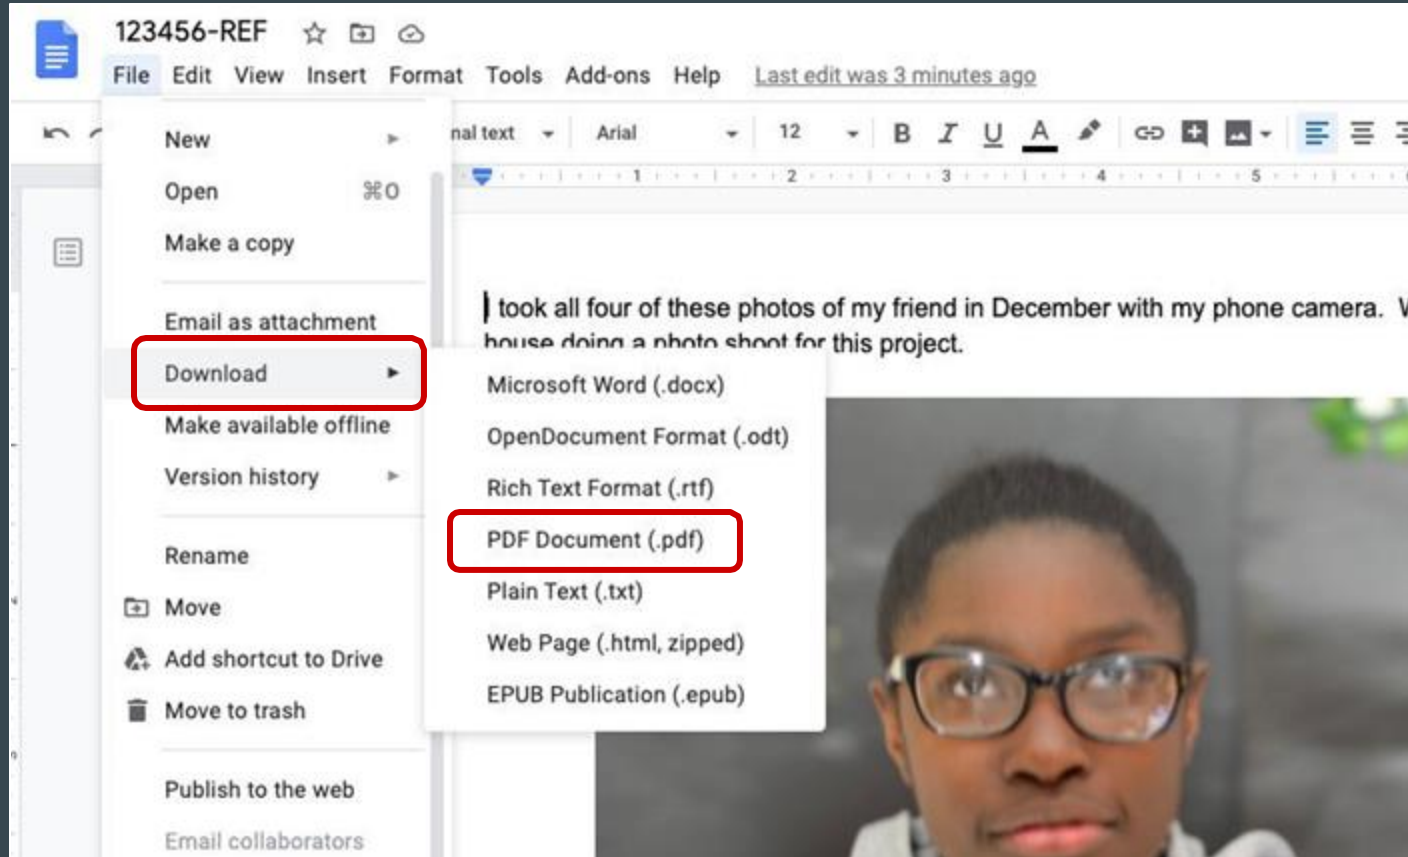 123456-REF
File Edit View Insert Format Tools Add-ons Help Last edit was 3 minutes ago
nal text Arial 12 B I U A
1 2 3 4 5
New
Open ⌘O
Make a copy
Email as attachment
Download
Make available offline
Version history
Rename
Move
Add shortcut to Drive
Move to trash
Publish to the web
Email collaborators
Microsoft Word (.docx)
OpenDocument Format (.odt)
Rich Text Format (.rtf)
PDF Document (.pdf)
Plain Text (.txt)
Web Page (.html, zipped)
EPUB Publication (.epub)
I took all four of these photos of my friend in December with my phone camera.
house doing a photo shoot for this project.